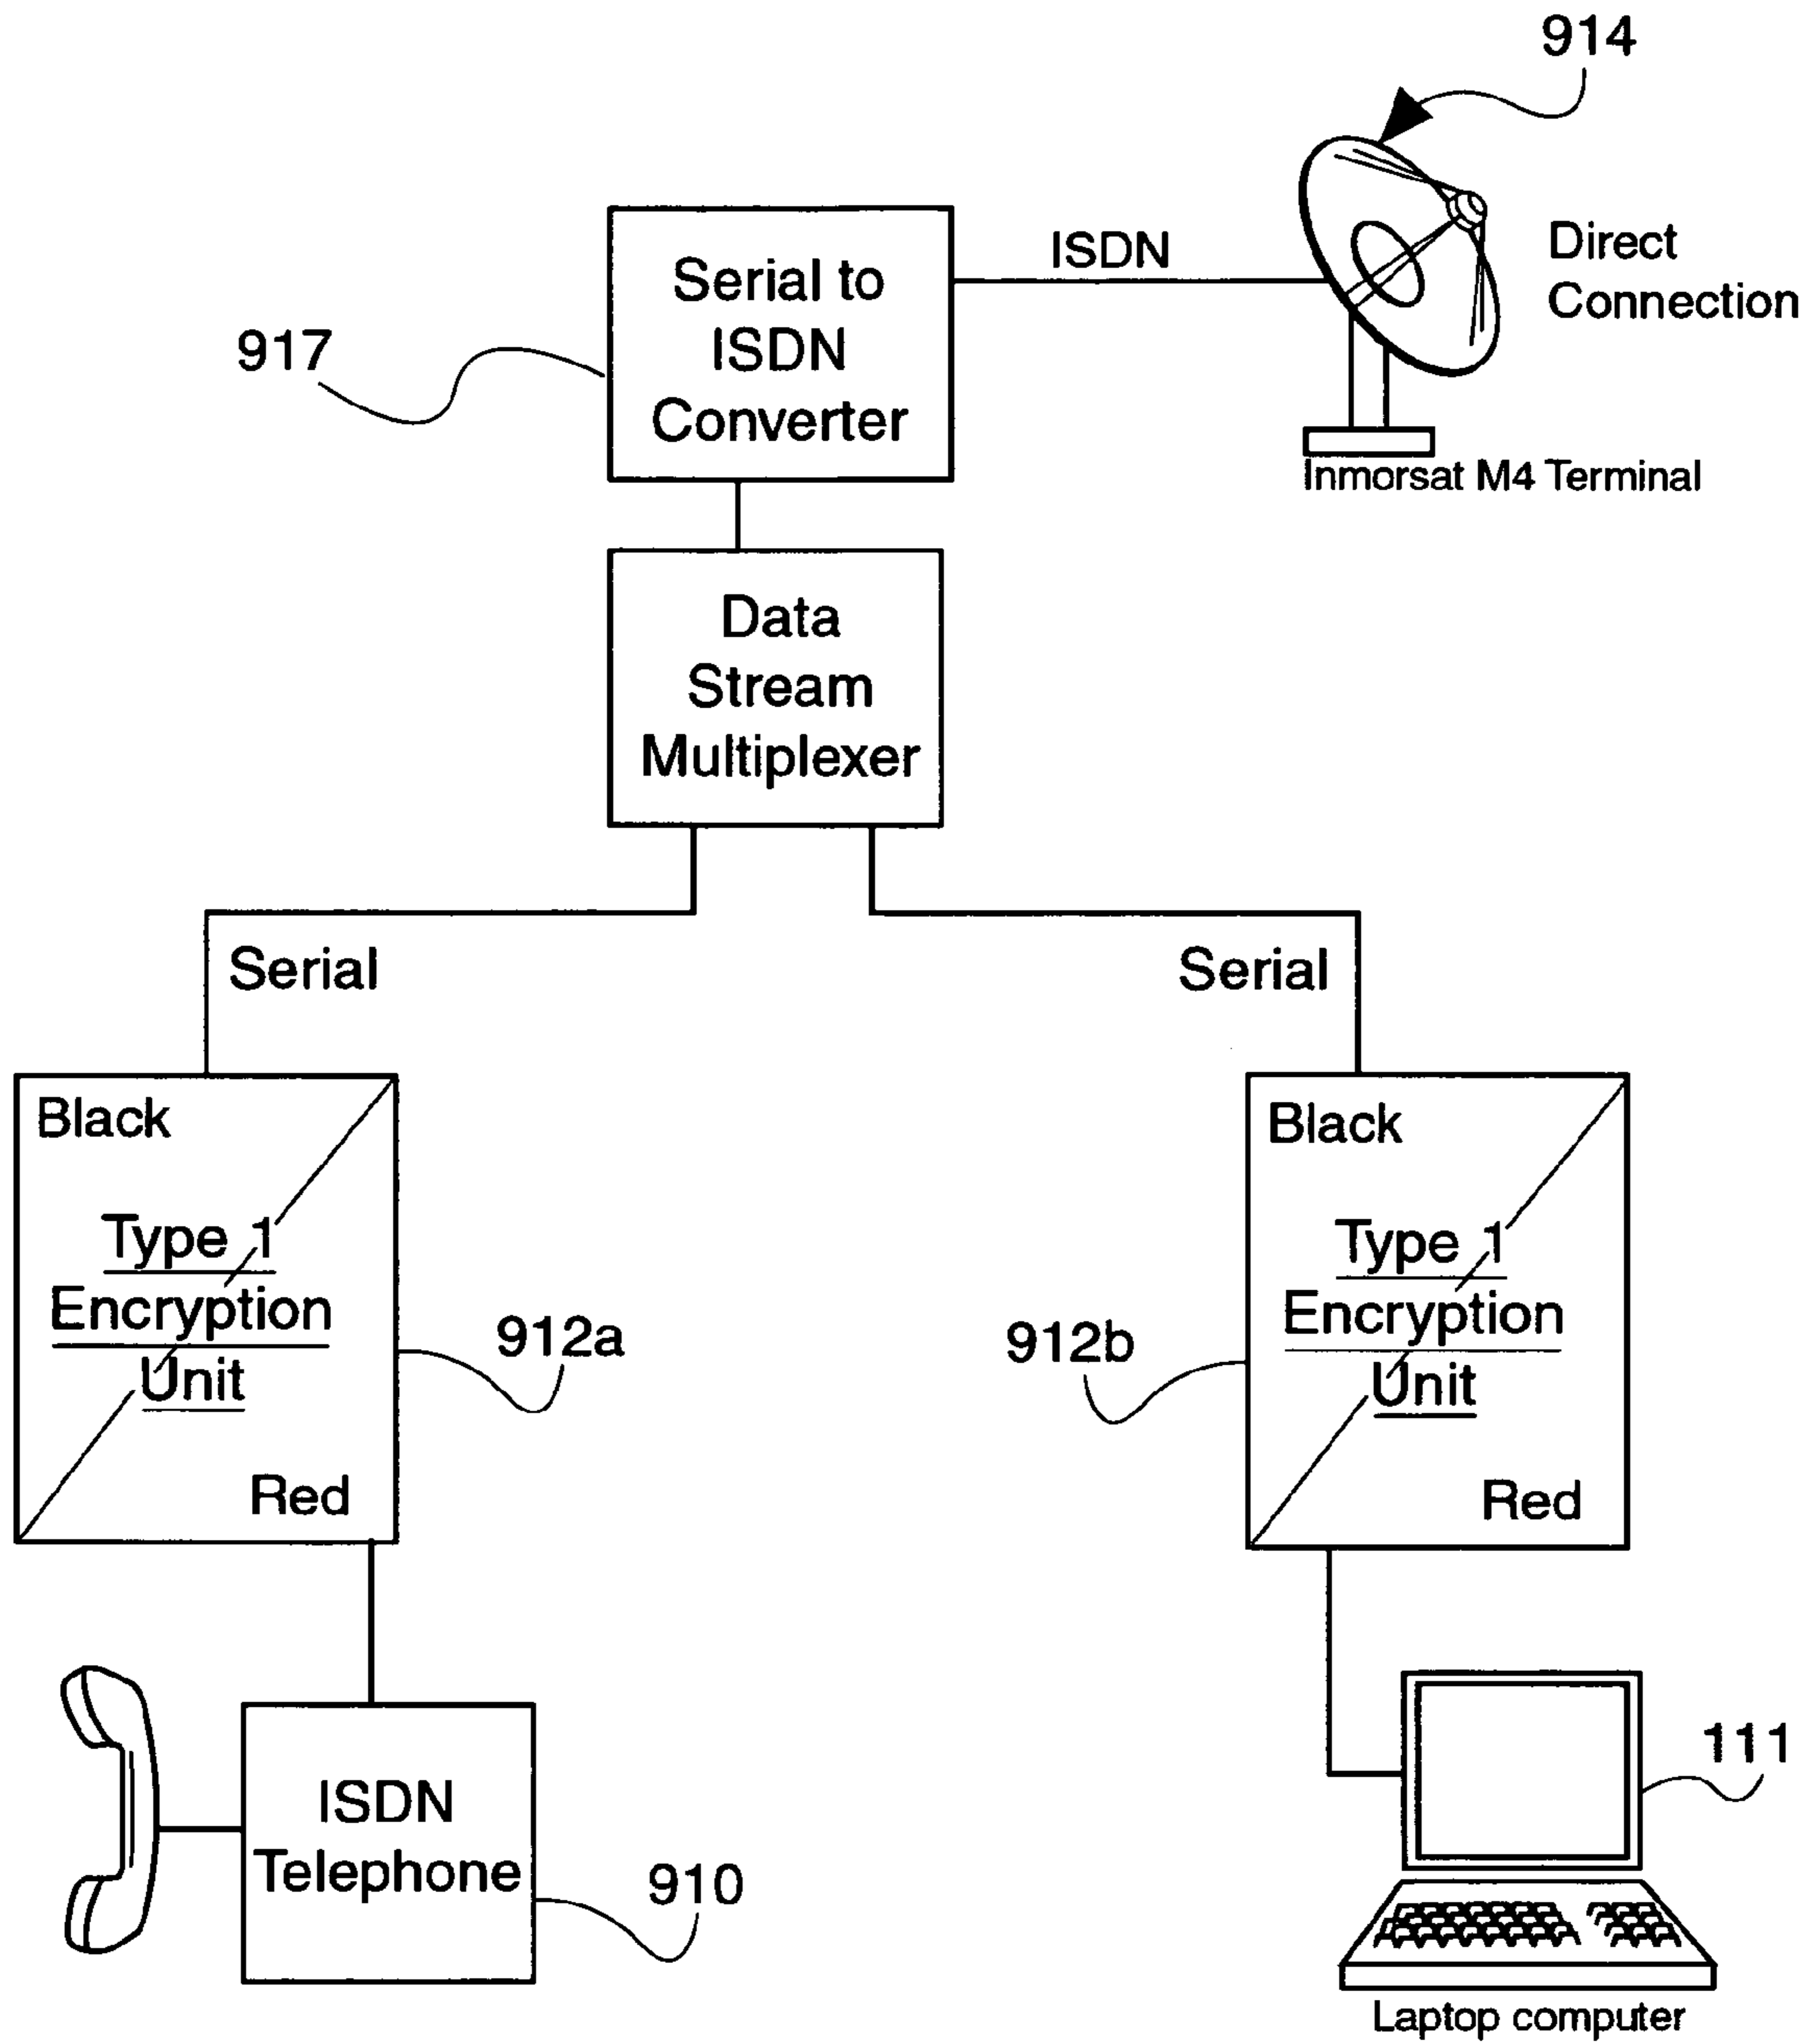 914
Serial to
ISDN
Converter
ISDN
Direct
Connection
917
Inmorsat M4 Terminal
Data
Stream
Multiplexer
Serial
Serial
Black
Type 1
Encryption
Unit
Red
912a
Black
Type 1
Encryption
Unit
Red
912b
ISDN
Telephone
910
111
Laptop computer